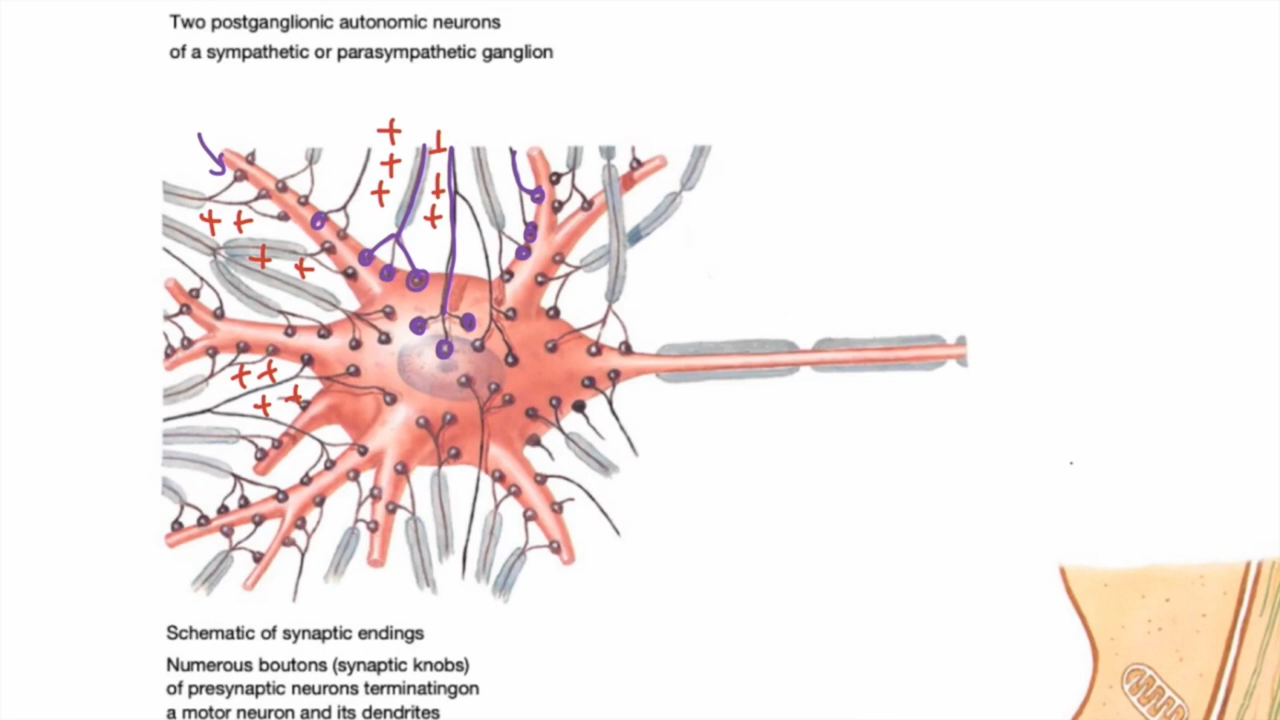 Two postganglionic autonomic neurons
of a sympathetic or parasympathetic ganglion
+
+
+
+
+
+
+ +
+
+
+ +
+ +
Schematic of synaptic endings
Numerous boutons (synaptic knobs)
of presynaptic neurons terminatingon
a motor neuron and its dendrites